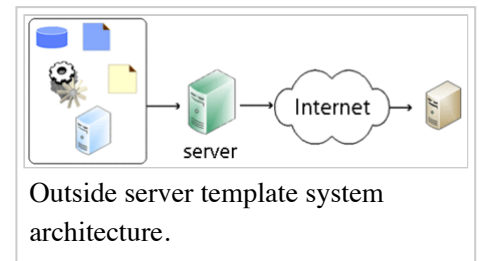 Internet
server
Outside server template system
architecture.